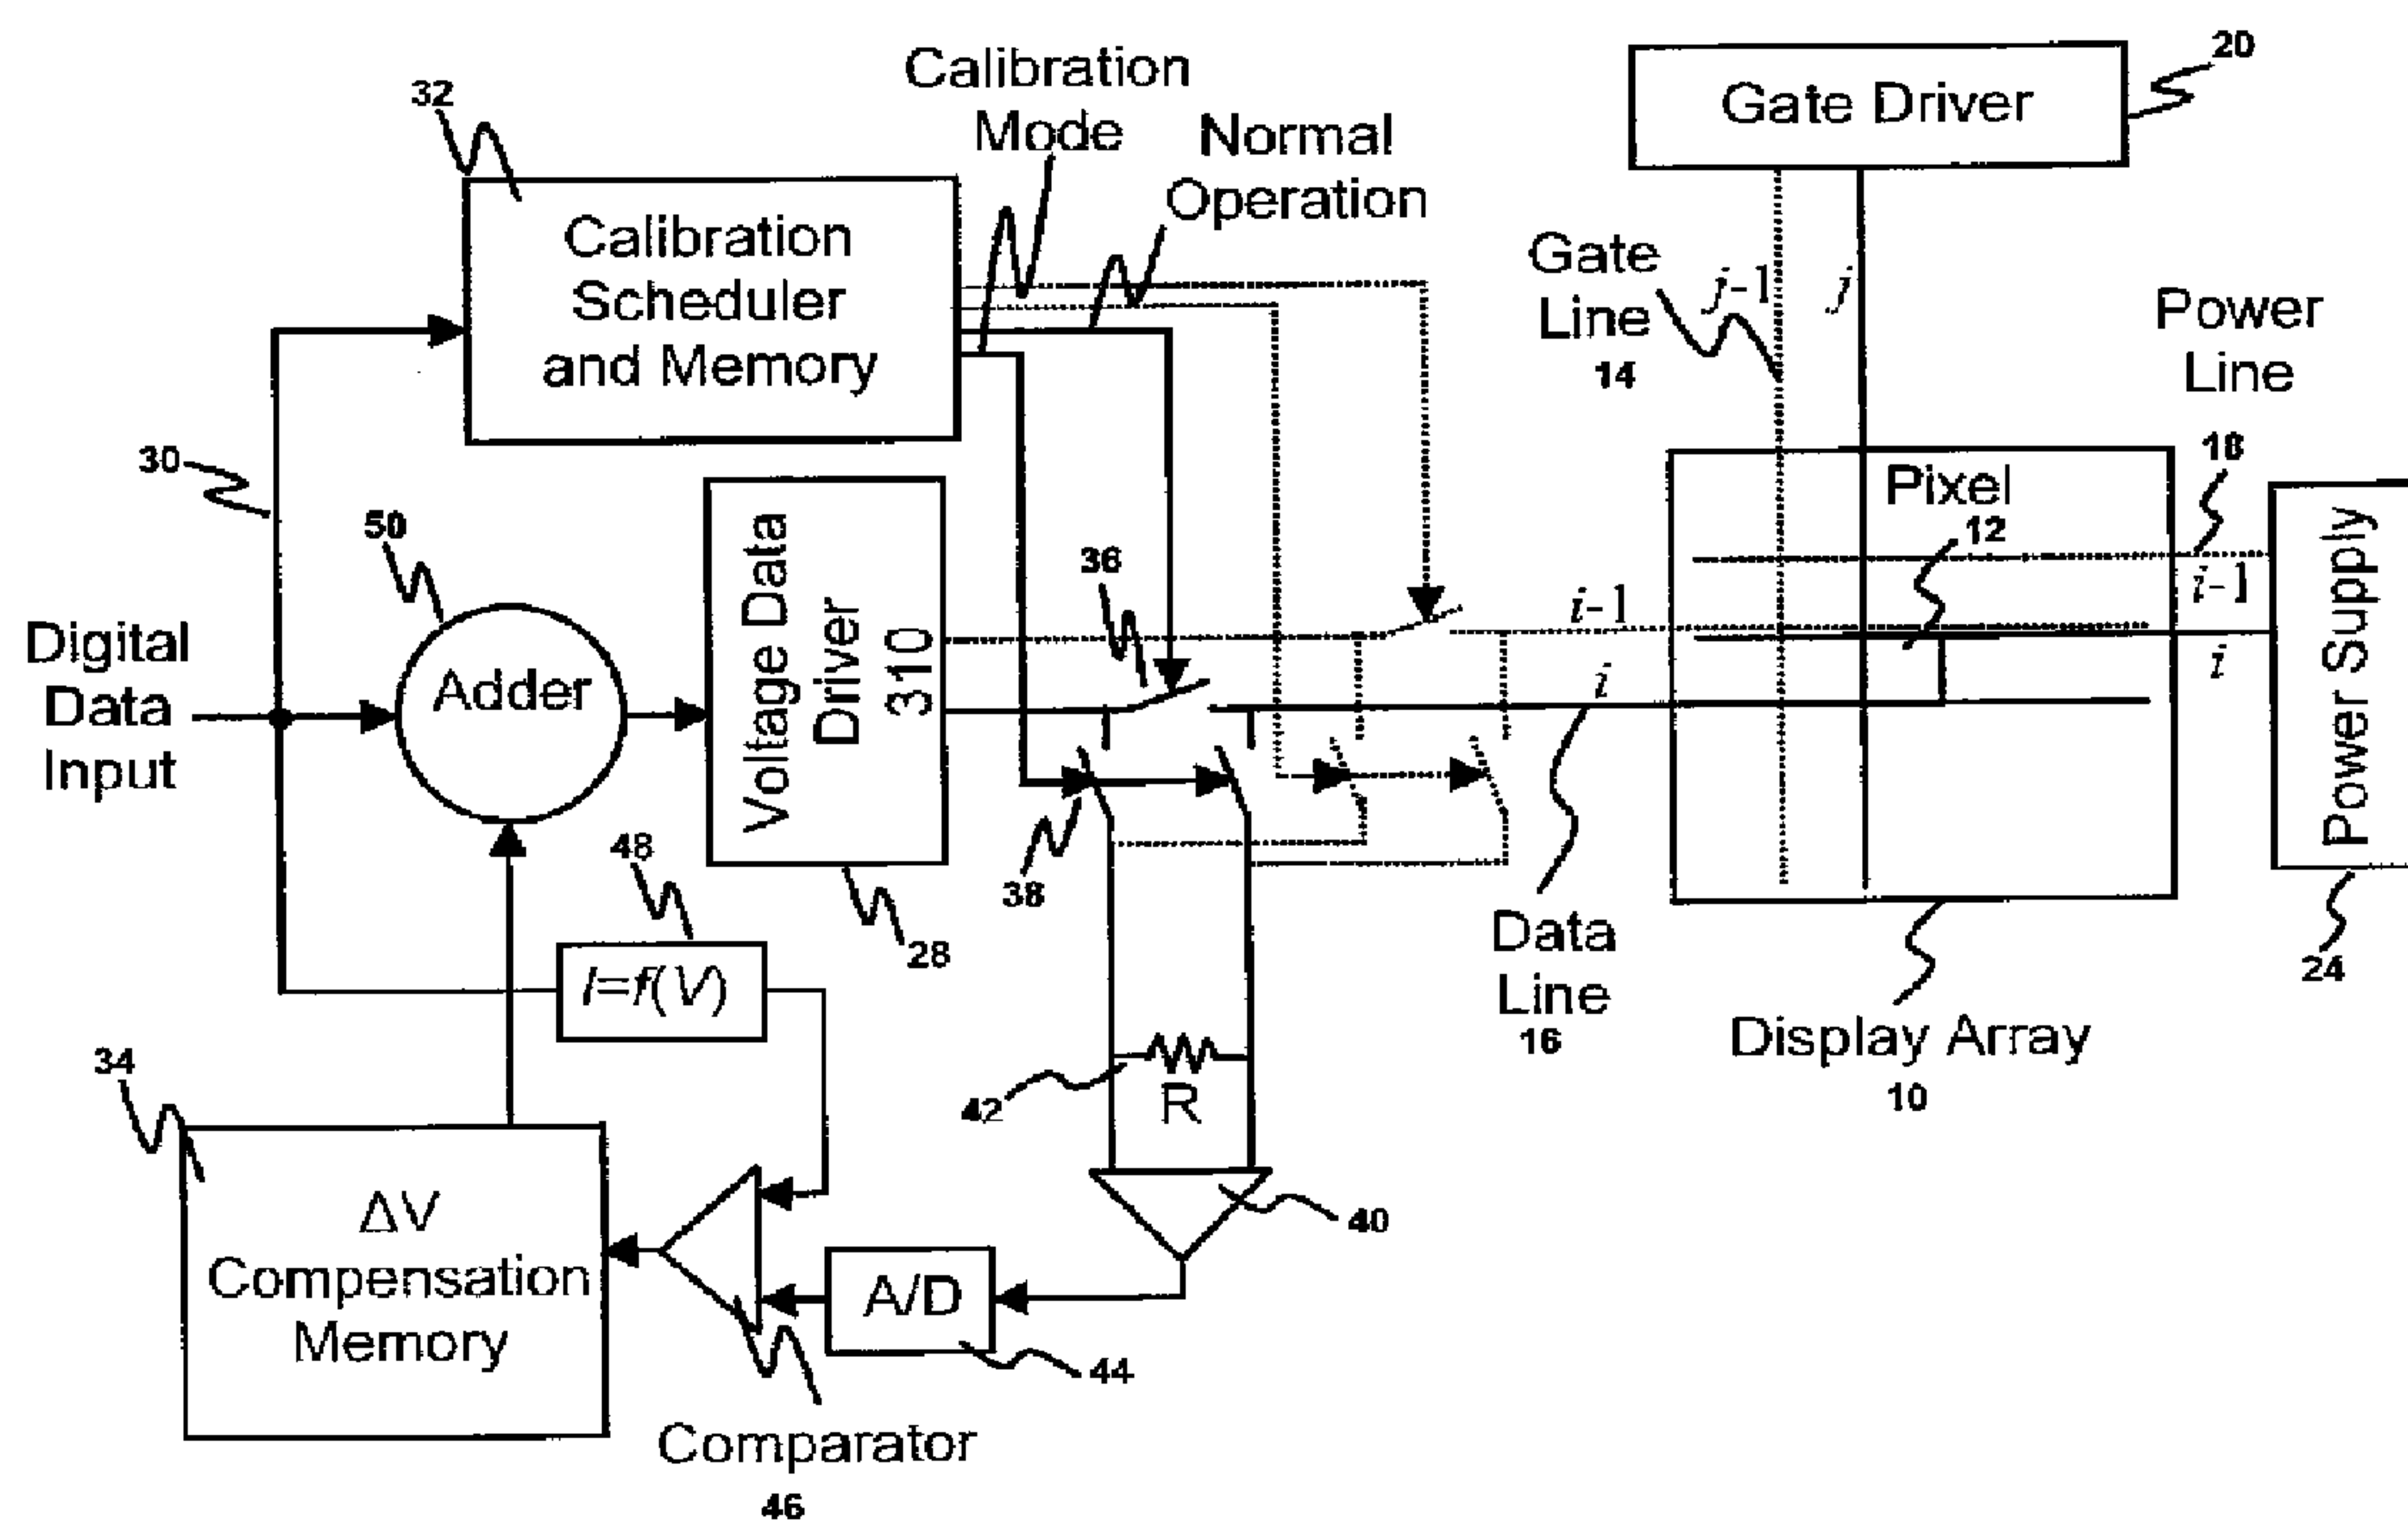 Calibration
Mode
Normal
Operation
32
Calibration
Scheduler
and Memory
20
Gate Driver
Gate
Line
14
j-1
j
Power
Line
18
30
50
Digital
Data
Input
Adder
Voltage Data
Driver
310
28
36
38
i-1
i
Pixel
12
i-1
i
Power Supply
24
Data
Line
16
Display Array
10
48
I=f(V)
42
R
40
34
ΔV
Compensation
Memory
A/D
44
Comparator
46